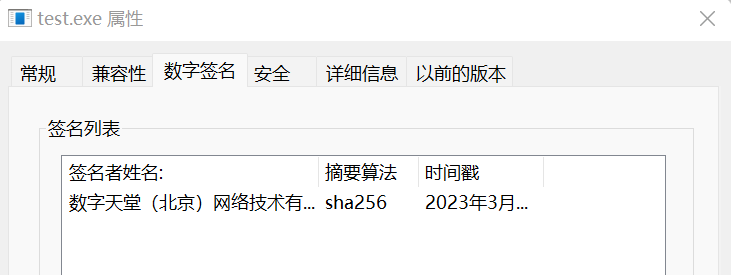 test.exe 属性
常规 兼容性 数字签名 安全 详细信息 以前的版本
签名列表
签名者姓名: 摘要算法 时间戳
数字天堂（北京）网络技术有... sha256 2023年3月...